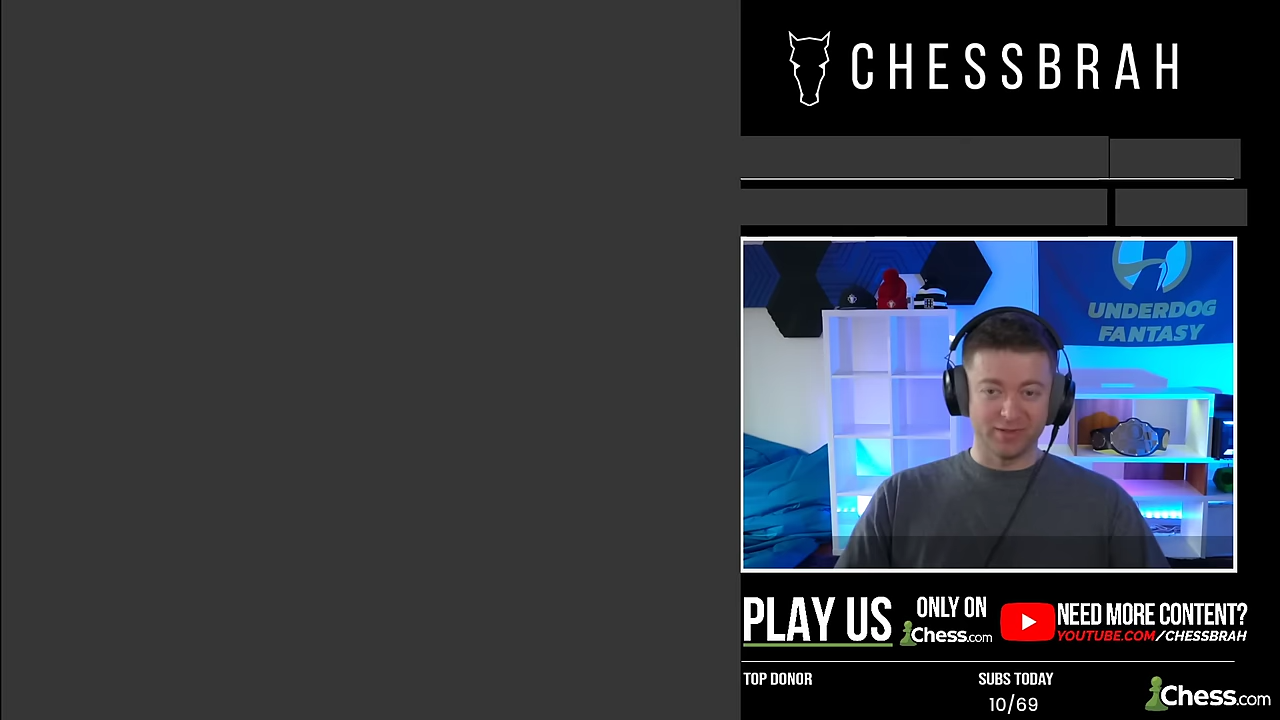 CHESSBRAH
UNDERDOG
FANTASY
PLAY US
ONLY ON
Chess.com
NEED MORE CONTENT?
YOUTUBE.COM/CHESSBRAH
TOP DONOR
SUBS TODAY
10/69
Chess.com